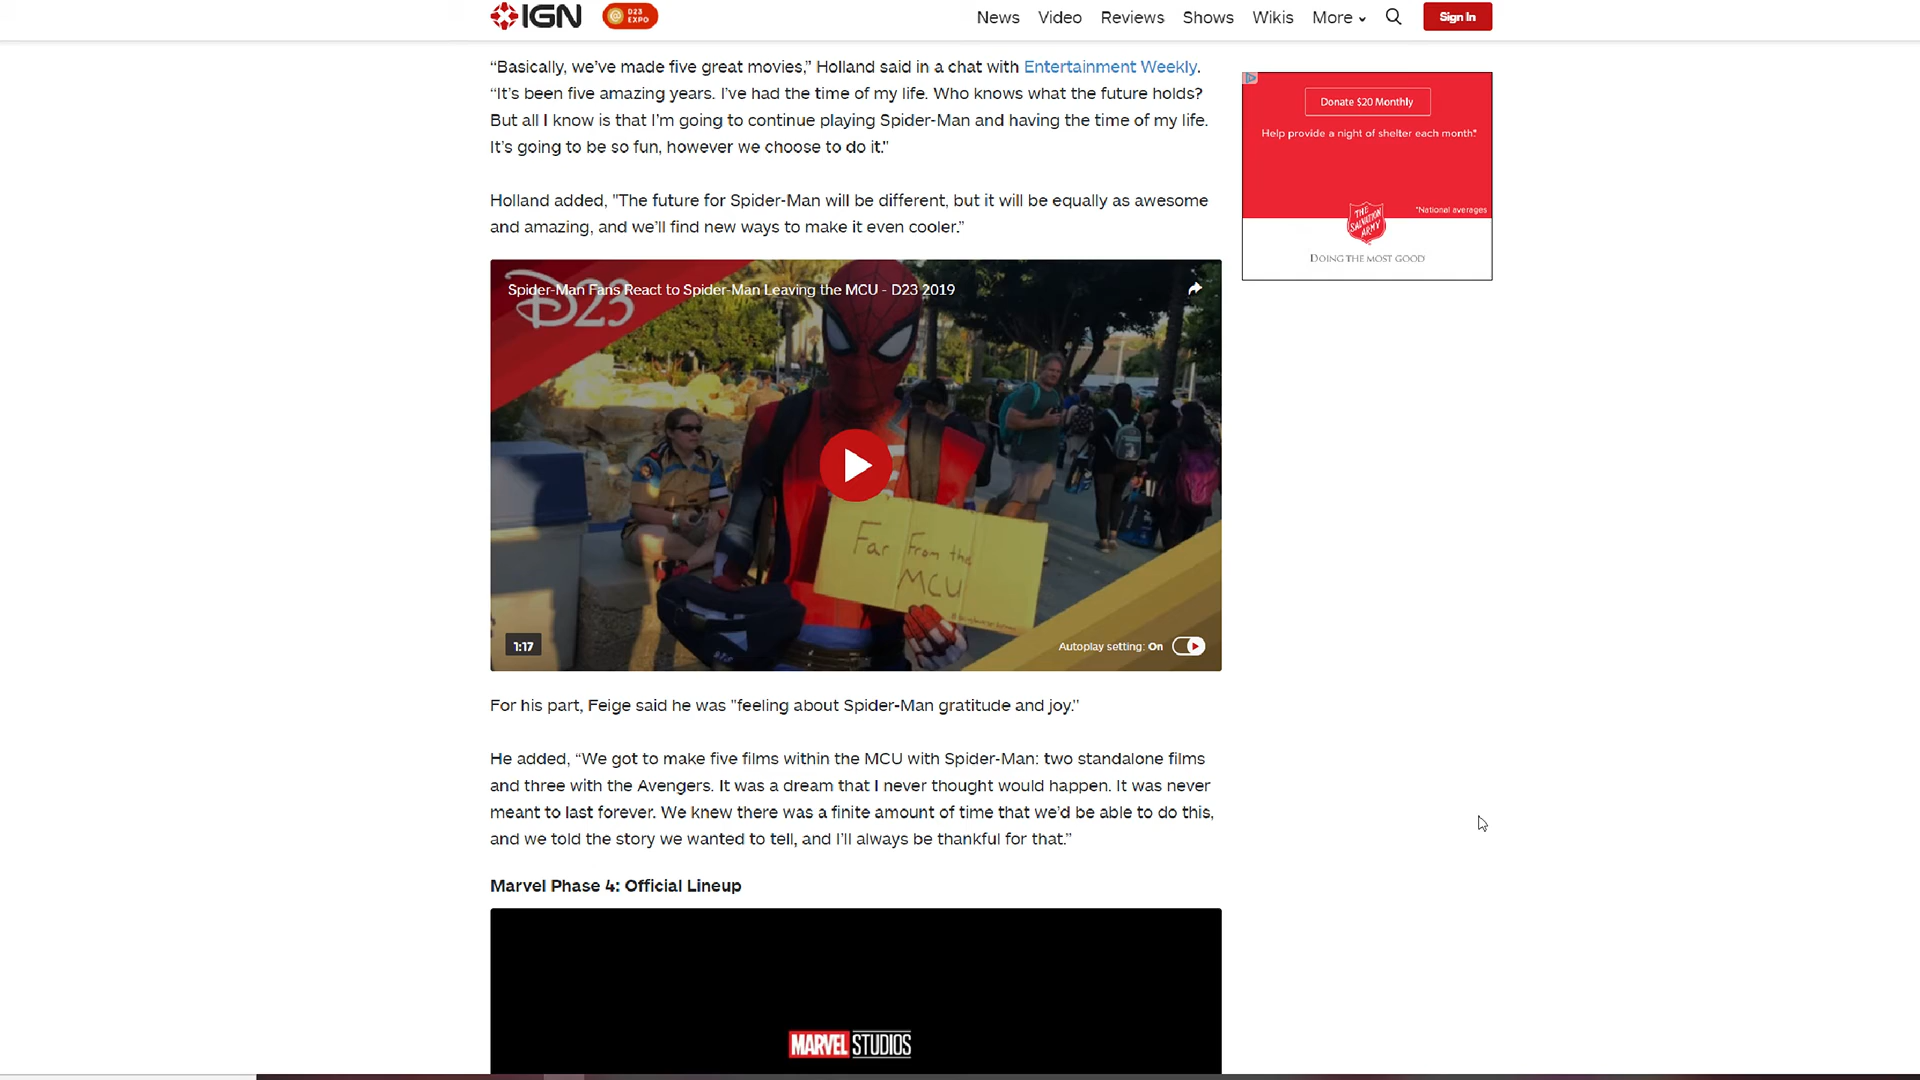 IGN
D23
EXPO
News
Video
Reviews
Shows
Wikis
More
Sign In
“Basically, we’ve made five great movies,” Holland said in a chat with Entertainment Weekly.
“It’s been five amazing years. I’ve had the time of my life. Who knows what the future holds?
But all I know is that I’m going to continue playing Spider-Man and having the time of my life.
It’s going to be so fun, however we choose to do it.”
Donate $20 Monthly
Help provide a night of shelter each month.*
*National averages
THE
SALVATION
ARMY
DOING THE MOST GOOD
Holland added, "The future for Spider-Man will be different, but it will be equally as awesome
and amazing, and we’ll find new ways to make it even cooler.”
D23
Spider-Man Fans React to Spider-Man Leaving the MCU - D23 2019
Far From the
MCU
1:17
Autoplay setting: On
For his part, Feige said he was "feeling about Spider-Man gratitude and joy."
He added, “We got to make five films within the MCU with Spider-Man: two standalone films
and three with the Avengers. It was a dream that I never thought would happen. It was never
meant to last forever. We knew there was a finite amount of time that we’d be able to do this,
and we told the story we wanted to tell, and I’ll always be thankful for that.”
Marvel Phase 4: Official Lineup
MARVEL STUDIOS